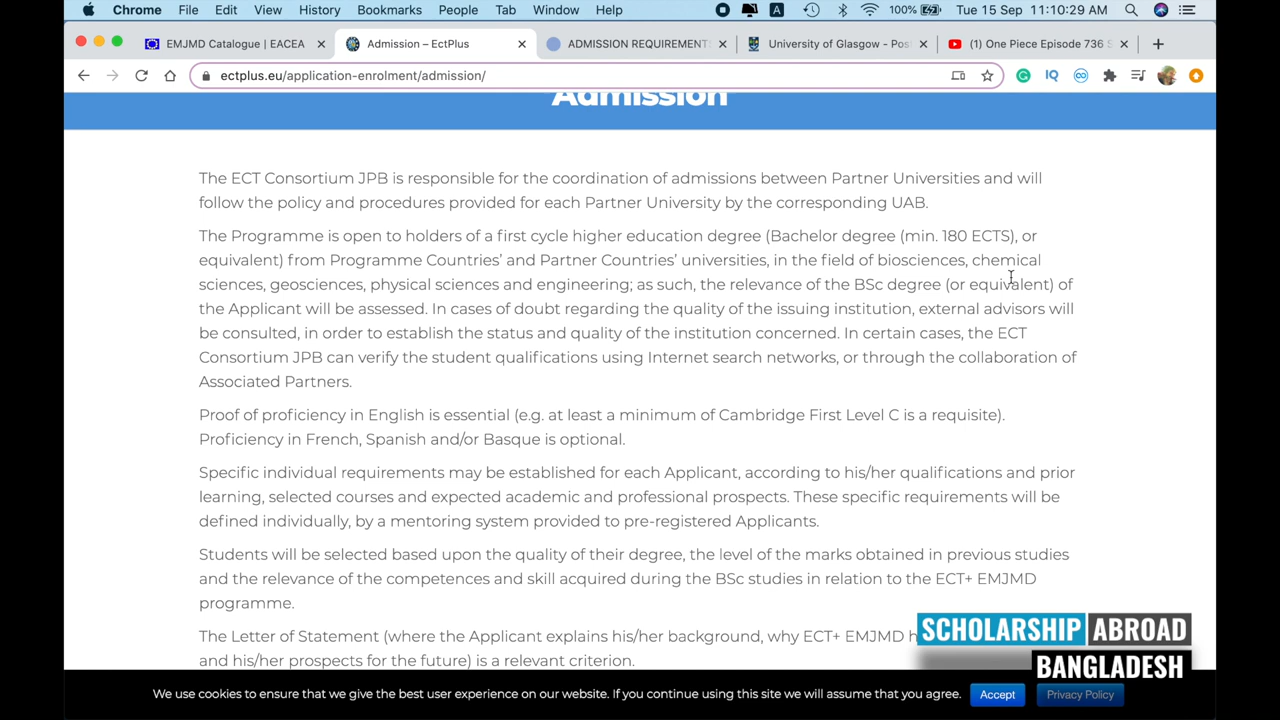 Chrome File Edit View History Bookmarks People Tab Window Help A 100% Tue 15 Sep 11:10:29 AM
EMJMD Catalogue | EACEA Admission – EctPlus ADMISSION REQUIREMENT University of Glasgow - Pos (1) One Piece Episode 736 S
ectplus.eu/application-enrolment/admission/ IQ
Admission
The ECT Consortium JPB is responsible for the coordination of admissions between Partner Universities and will
follow the policy and procedures provided for each Partner University by the corresponding UAB.
The Programme is open to holders of a first cycle higher education degree (Bachelor degree (min. 180 ECTS), or
equivalent) from Programme Countries’ and Partner Countries’ universities, in the field of biosciences, chemical
sciences, geosciences, physical sciences and engineering; as such, the relevance of the BSc degree (or equivalent) of
the Applicant will be assessed. In cases of doubt regarding the quality of the issuing institution, external advisors will
be consulted, in order to establish the status and quality of the institution concerned. In certain cases, the ECT
Consortium JPB can verify the student qualifications using Internet search networks, or through the collaboration of
Associated Partners.
Proof of proficiency in English is essential (e.g. at least a minimum of Cambridge First Level C is a requisite).
Proficiency in French, Spanish and/or Basque is optional.
Specific individual requirements may be established for each Applicant, according to his/her qualifications and prior
learning, selected courses and expected academic and professional prospects. These specific requirements will be
defined individually, by a mentoring system provided to pre-registered Applicants.
Students will be selected based upon the quality of their degree, the level of the marks obtained in previous studies
and the relevance of the competences and skill acquired during the BSc studies in relation to the ECT+ EMJMD
programme.
The Letter of Statement (where the Applicant explains his/her background, why ECT+ EMJMD h
and his/her prospects for the future) is a relevant criterion.
SCHOLARSHIP ABROAD
BANGLADESH
We use cookies to ensure that we give the best user experience on our website. If you continue using this site we will assume that you agree. Accept Privacy Policy